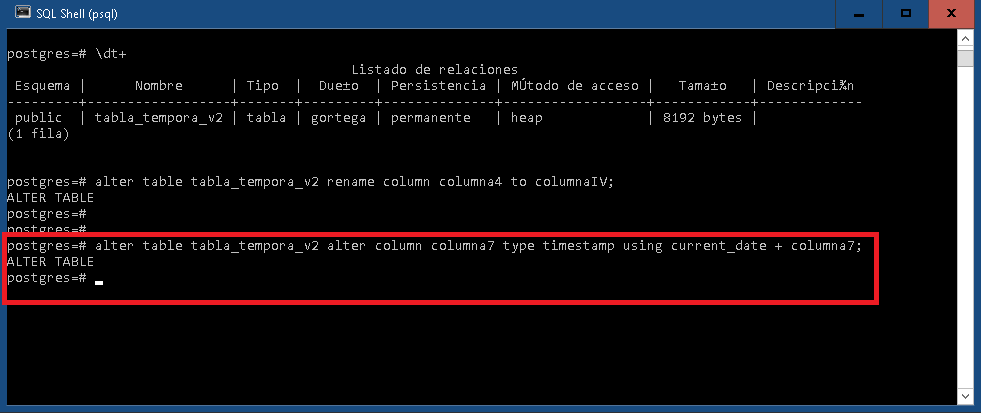 SQL Shell (psql)
postgres=# \dt+
Listado de relaciones
Esquema |      Nombre      | Tipo  |  Due±o  | Persistencia | MÚtodo de acceso |   Tama±o   | Descripci¾n
---------+------------------+-------+---------+--------------+------------------+------------+-------------
public  | tabla_tempora_v2 | tabla | gortega | permanente   | heap             | 8192 bytes |
(1 fila)
postgres=# alter table tabla_tempora_v2 rename column columna4 to columnaIV;
ALTER TABLE
postgres=#
postgres=#
postgres=# alter table tabla_tempora_v2 alter column columna7 type timestamp using current_date + columna7;
ALTER TABLE
postgres=#